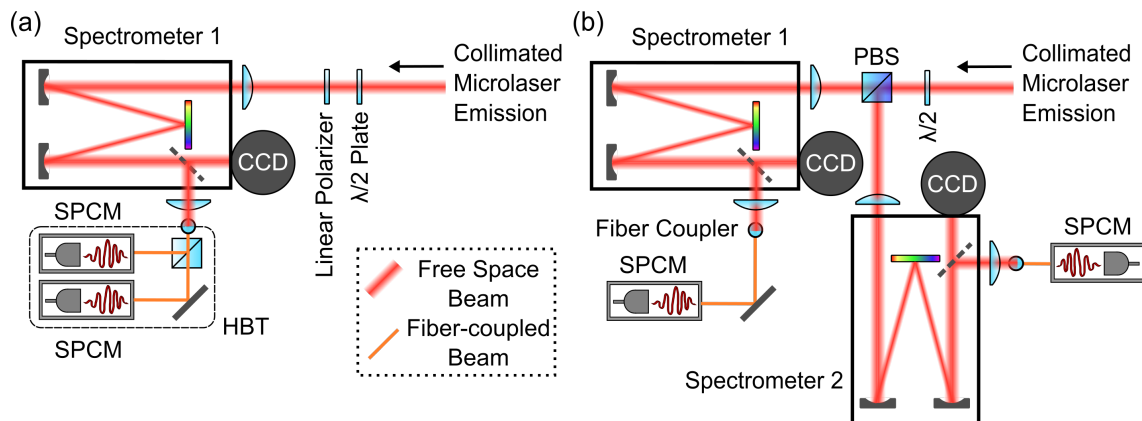 (a)
Spectrometer 1
Collimated
Microlaser
Emission
CCD
Linear Polarizer
λ/2 Plate
SPCM
SPCM
HBT
Free Space
Beam
Fiber-coupled
Beam
(b)
Spectrometer 1
PBS
Collimated
Microlaser
Emission
λ/2
CCD
CCD
Fiber Coupler
SPCM
SPCM
Spectrometer 2